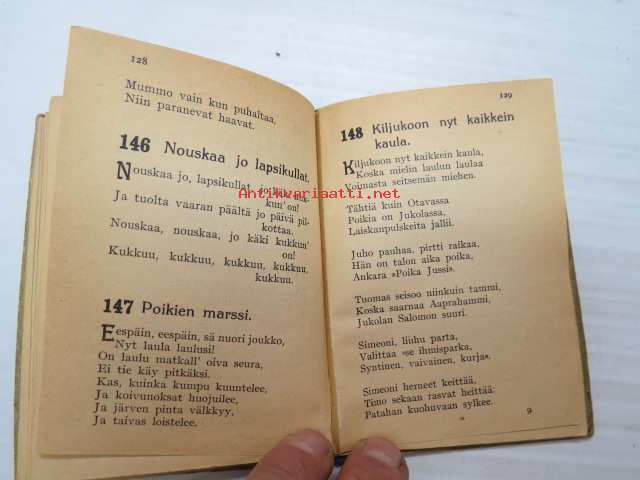 128
Mummo vain kun puhaltaa,
Niin paranevat haavat.
146 Nouskaa jo lapsikullat.
Nouskaa jo, lapsikullat, jo käki kuk-
kun' on!
Ja tuolta vaaran päältä jo päivä pil-
kottaa.
Nouskaa, nouskaa, jo käki kukkun'
on!
Kukkuu, kukkuu, kukkuu, kukkuu,
kukkuu.
147 Poikien marssi.
Eespäin, eespäin, sä nuori joukko,
Nyt laula laulusi!
On laulu matkall' oiva seura,
Ei tie käy pitkäksi.
Kas, kuinka kumpu kuuntelee,
Ja koivunoksat huojuilee,
Ja järven pinta välkkyy,
Ja taivas loistelee.
129
148 Kiljukoon nyt kaikkein
kaula.
Kiljukoon nyt kaikkein kaula,
Koska mielin laulun laulaa
Voimasta seitsemän miehen.
Tähtiä kuin Otavassa
Poikia on Jukolassa,
Laiskanpulskeita jallii.
Juho pauhaa, pirtti raikaa,
Hän on talon aika poika,
Ankara »Poika Jussi».
Tuomas seisoo niinkuin tammi,
Koska saarnaa Aaprahammi,
Jukolan Salomon suuri.
Simeoni, liuhu parta,
Valittaa »se ihmisparka,
Syntinen, vaivainen, kurja».
Simeoni herneet keittää,
Timo sekaan rasvat heittää
Patahan kuohuvaan sylkee.
9
Antikvariaatti.net